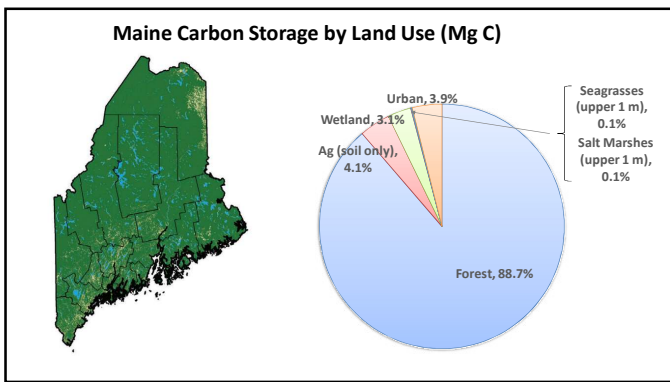 Maine Carbon Storage by Land Use (Mg C)
Urban, 3.9%
Wetland, 3.1%
Ag (soil only),
4.1%
Seagrasses
(upper 1 m),
0.1%
Salt Marshes
(upper 1 m),
0.1%
Forest, 88.7%